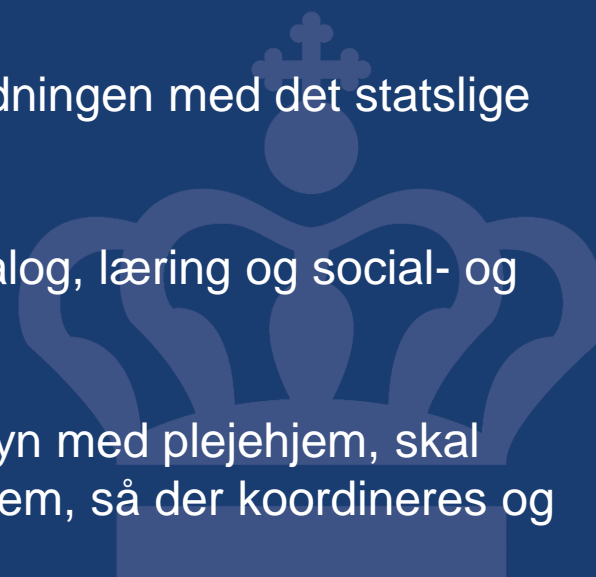 dningen med det statslige
alog, læring og social- og
yn med plejehjem, skal
em, så der koordineres og